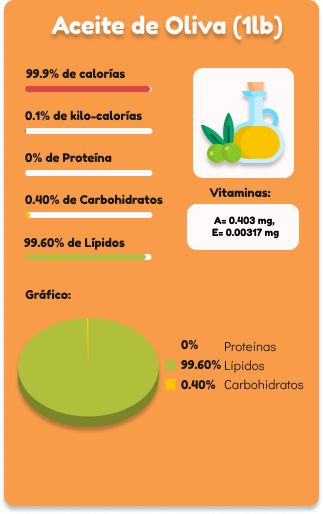 Aceite de Oliva (1lb)
99.9% de calorías
0.1% de kilo-calorías
0% de Proteína
0.40% de Carbohidratos
99.60% de Lípidos
Vitaminas:
A= 0.403 mg,
E= 0.00317 mg
Gráfico:
0% Proteínas
99.60% Lípidos
0.40% Carbohidratos